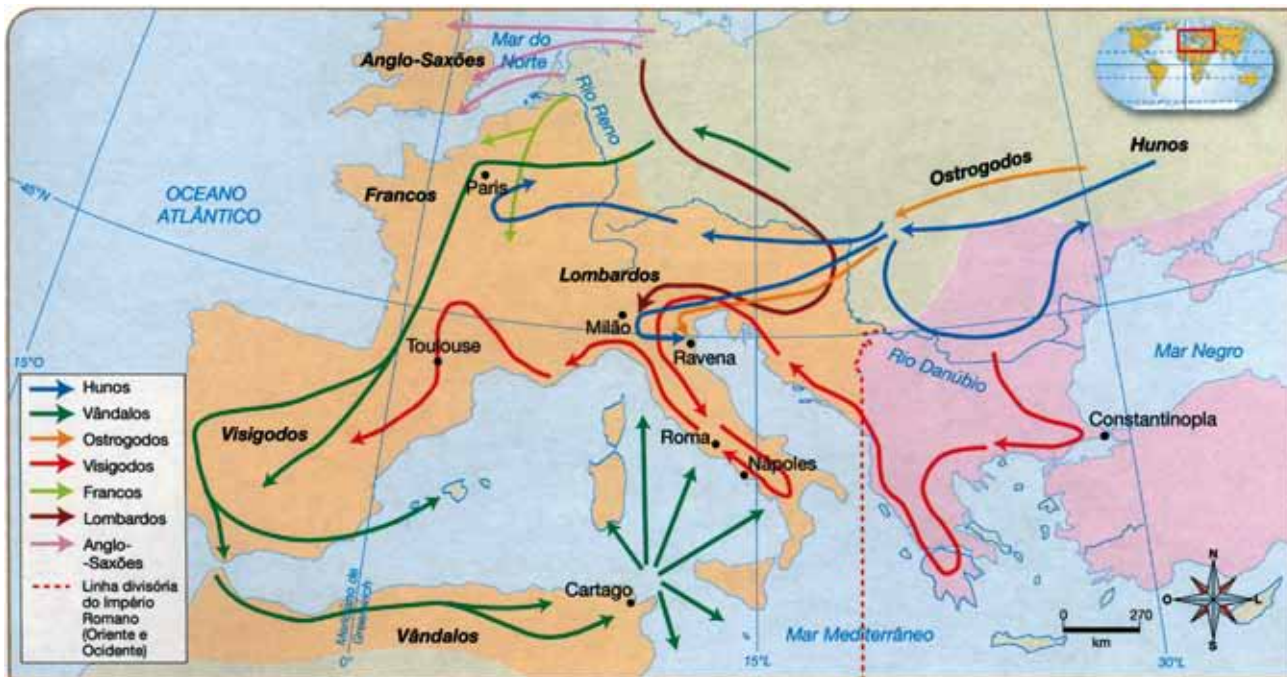 Anglo-Saxões
Mar do
Norte
Rio Reno
Hunos
Ostrogodos
45°N
OCEANO
ATLÂNTICO
Francos
Paris
Lombardos
Milão
Ravena
Toulouse
Rio Danúbio
Mar Negro
15°O
Constantinopla
Visigodos
Roma
Nápoles
Hunos
Vândalos
Ostrogodos
Visigodos
Francos
Lombardos
Anglo-
-Saxões
Linha divisória
do Império
Romano
(Oriente e
Ocidente)
Meridiano de
Greenwich
Cartago
Vândalos
Mar Mediterrâneo
0 270
km
N
O L
S
0°
15°L
30°L